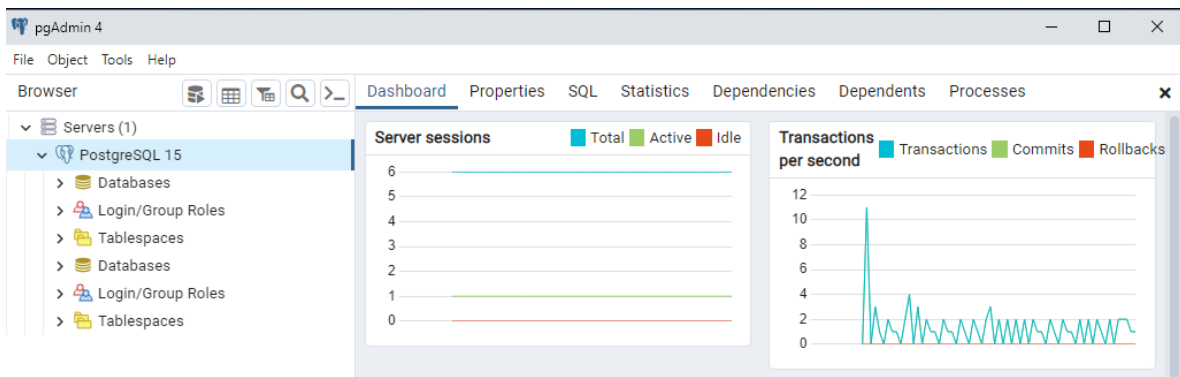 pgAdmin 4
File Object Tools Help
Browser
Dashboard Properties SQL Statistics Dependencies Dependents Processes
Servers (1)
PostgreSQL 15
Databases
Login/Group Roles
Tablespaces
Databases
Login/Group Roles
Tablespaces
Server sessions
Total Active Idle
6
5
4
3
2
1
0
Transactions
per second
Transactions Commits Rollbacks
12
10
8
6
4
2
0